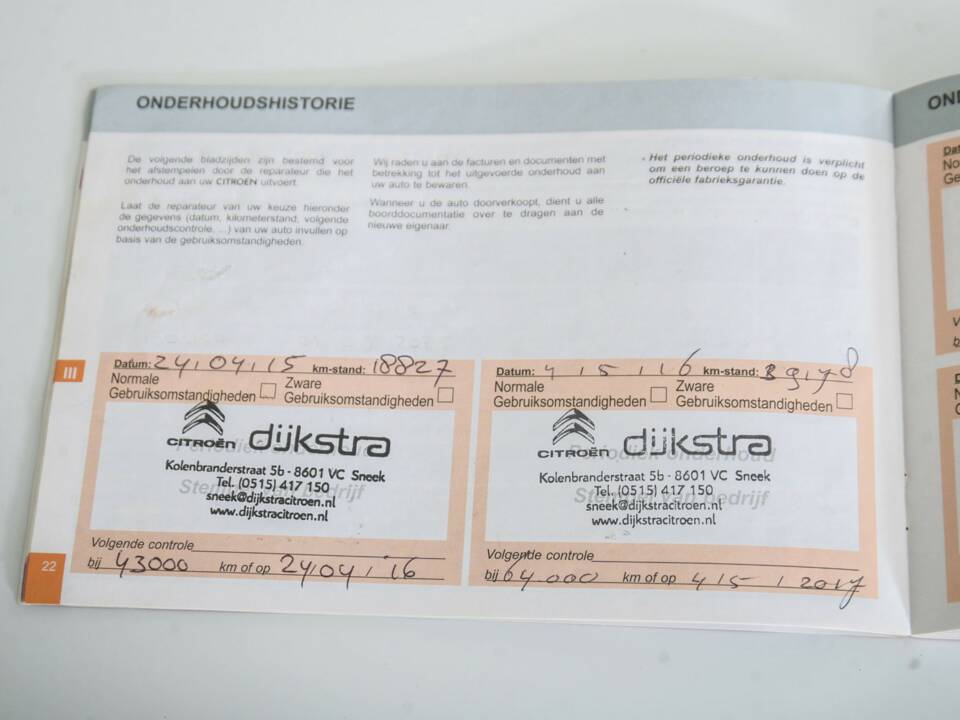 ONDERHOUDSHISTORIE
De volgende bladzijden zijn bestemd voor
het afstempelen door de reparateur die het
onderhoud aan uw CITROËN uitvoert.
Laat de reparateur van uw keuze hieronder
de gegevens (datum, kilometerstand, volgende
onderhoudscontrole, ...) van uw auto invullen op
basis van de gebruiksomstandigheden.
Wij raden u aan de facturen en documenten met
betrekking tot het uitgevoerde onderhoud aan
uw auto te bewaren.
Wanneer u de auto doorverkoopt, dient u alle
boorddocumentatie over te dragen aan de
nieuwe eigenaar.
- Het periodieke onderhoud is verplicht
om een beroep te kunnen doen op de
officiële fabrieksgarantie.
III
Datum: 24/04/15 km-stand: 18827
Normale
Gebruiksomstandigheden
Zware
Gebruiksomstandigheden
CITROËN dijkstra
Kolenbranderstraat 5b - 8601 VC Sneek
Tel. (0515) 417 150
sneek@dijkstracitroen.nl
www.dijkstracitroen.nl
Volgende controle
bij 43000 km of op 24/04/16
Datum: 4/5/16 km-stand:
Normale
Gebruiksomstandigheden
Zware
Gebruiksomstandigheden
Periodiek onderhoud
Stempel van bedrijf
CITROËN dijkstra
Kolenbranderstraat 5b - 8601 VC Sneek
Tel. (0515) 417 150
sneek@dijkstracitroen.nl
www.dijkstracitroen.nl
Volgende controle
bij 64.000 km of op 4/5/2017
22